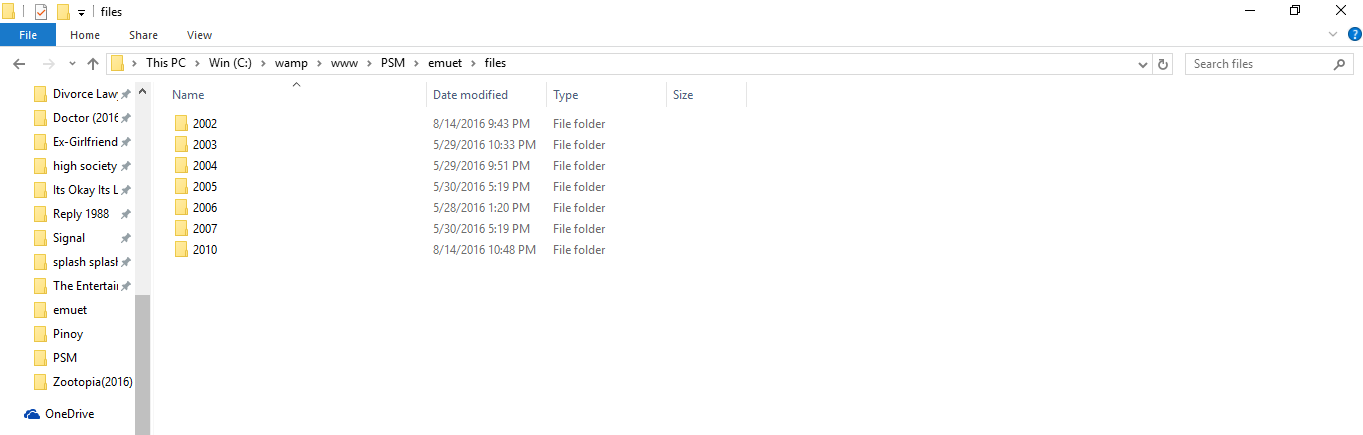 files
File Home Share View
This PC Win (C:) wamp www PSM emuet files Search files
Name Date modified Type Size
2002 8/14/2016 9:43 PM File folder
2003 5/29/2016 10:33 PM File folder
2004 5/29/2016 9:51 PM File folder
2005 5/30/2016 5:19 PM File folder
2006 5/28/2016 1:20 PM File folder
2007 5/30/2016 5:19 PM File folder
2010 8/14/2016 10:48 PM File folder
Divorce Law
Doctor (2016
Ex-Girlfriend
high society
Its Okay Its L
Reply 1988
Signal
splash splash
The Entertai
emuet
Pinoy
PSM
Zootopia(2016)
OneDrive